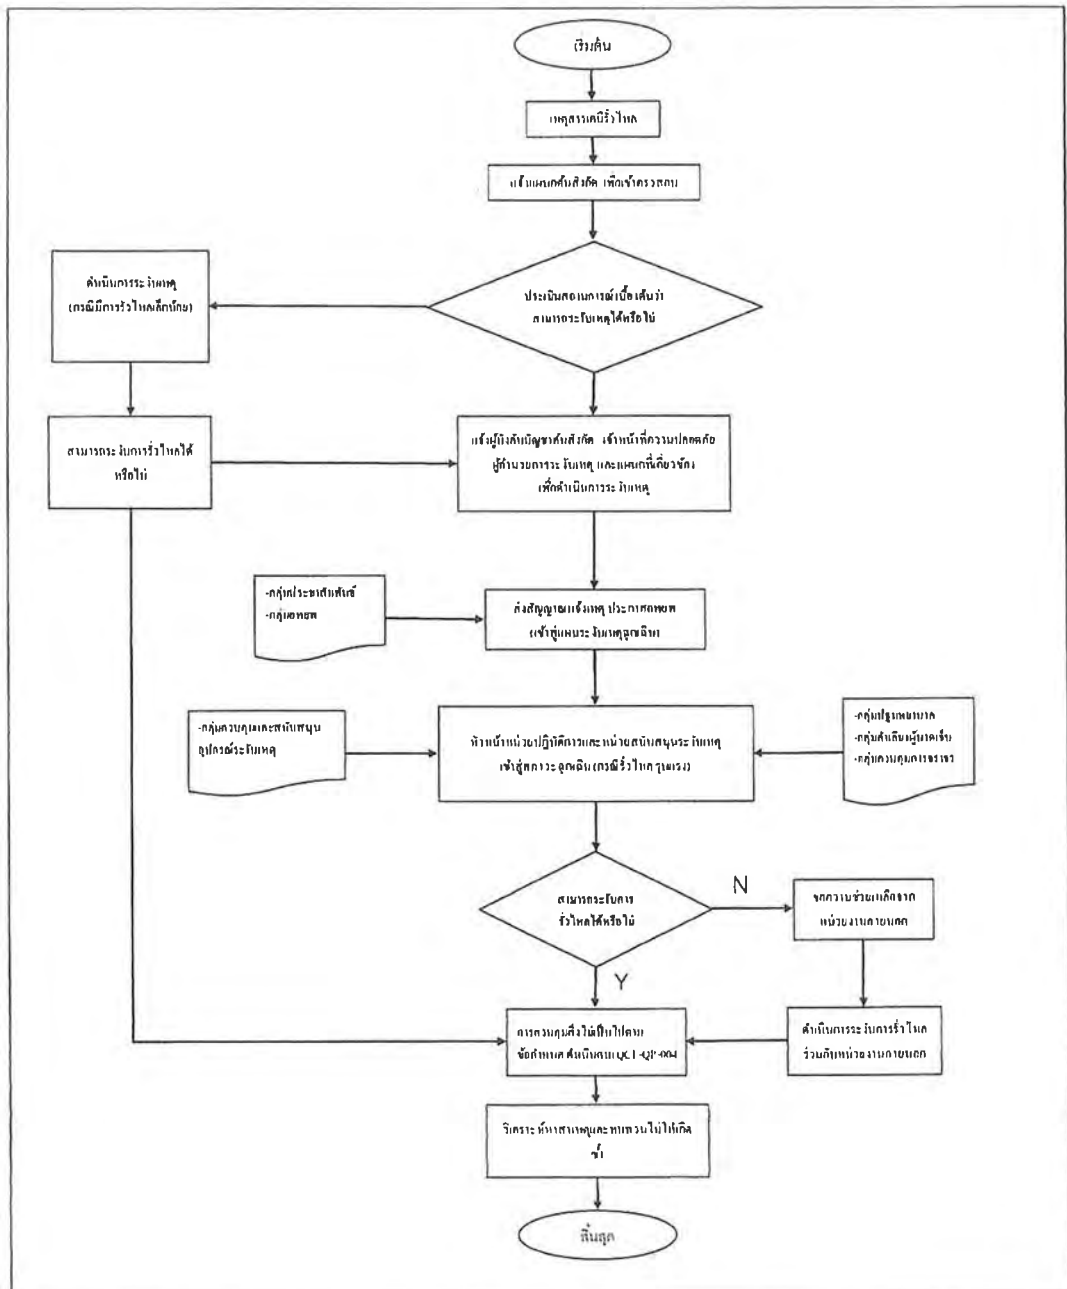 เริ่มต้น
เหตุสารเคมีรั่วไหล
แจ้งแผนกต้นสังกัด เพื่อเข้าตรวจสอบ
ประเมินสถานการณ์เบื้องต้นว่า
สามารถระงับเหตุได้หรือไม่
ดำเนินการระงับเหตุ
(กรณีมีการรั่วไหลเล็กน้อย)
สามารถระงับการรั่วไหลได้
หรือไม่
แจ้งผู้บังคับบัญชาต้นสังกัด เจ้าหน้าที่ความปลอดภัย
ผู้อำนวยการระงับเหตุ และแผนกที่เกี่ยวข้อง
เพื่อดำเนินการระงับเหตุ
-กลุ่มประชาสัมพันธ์
-กลุ่มอพยพ
ส่งสัญญาณแจ้งเหตุ ประกาศอพยพ
(เข้าสู่แผนระงับเหตุฉุกเฉิน)
-กลุ่มควบคุมและสนับสนุน
อุปกรณ์ระงับเหตุ
หัวหน้าหน่วยปฏิบัติการและหน่วยสนับสนุนระงับเหตุ
เข้าสู่สภาวะฉุกเฉิน (กรณีรั่วไหลรุนแรง)
-กลุ่มปฐมพยาบาล
-กลุ่มลำเลียงผู้บาดเจ็บ
-กลุ่มควบคุมการจราจร
สามารถระงับการ
รั่วไหลได้หรือไม่
N
ขอความช่วยเหลือจาก
หน่วยงานภายนอก
Y
การควบคุมสิ่งไม่เป็นไปตาม
ข้อกำหนด ดำเนินตาม QCT-QP-004
ดำเนินการระงับการรั่วไหล
ร่วมกับหน่วยงานภายนอก
วิเคราะห์หาสาเหตุและทบทวนไม่ให้เกิด
ซ้ำ
สิ้นสุด